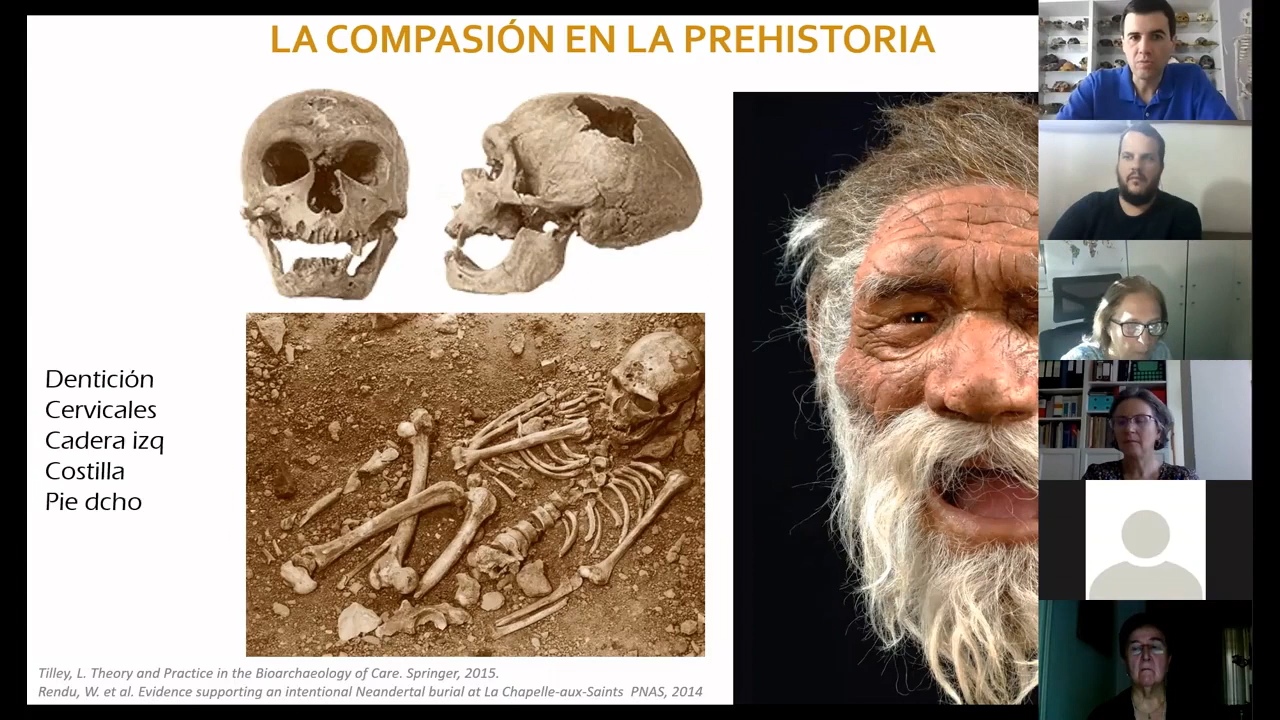 LA COMPASIÓN EN LA PREHISTORIA
Dentición
Cervicales
Cadera izq
Costilla
Pie dcho
Tilley, L. Theory and Practice in the Bioarchaeology of Care. Springer, 2015.
Rendu, W. et al. Evidence supporting an intentional Neandertal burial at La Chapelle-aux-Saints PNAS, 2014